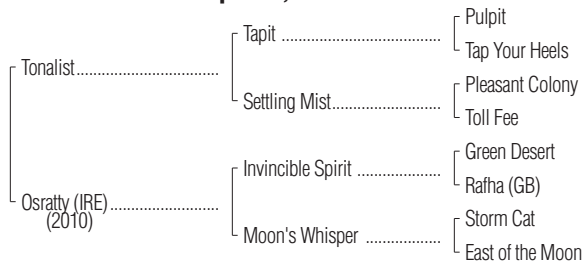 Pulpit
Tapit
Tap Your Heels
Tonalist
Pleasant Colony
Settling Mist
Toll Fee
Green Desert
Invincible Spirit
Rafha (GB)
Osratty (IRE)
(2010)
Storm Cat
Moon's Whisper
East of the Moon